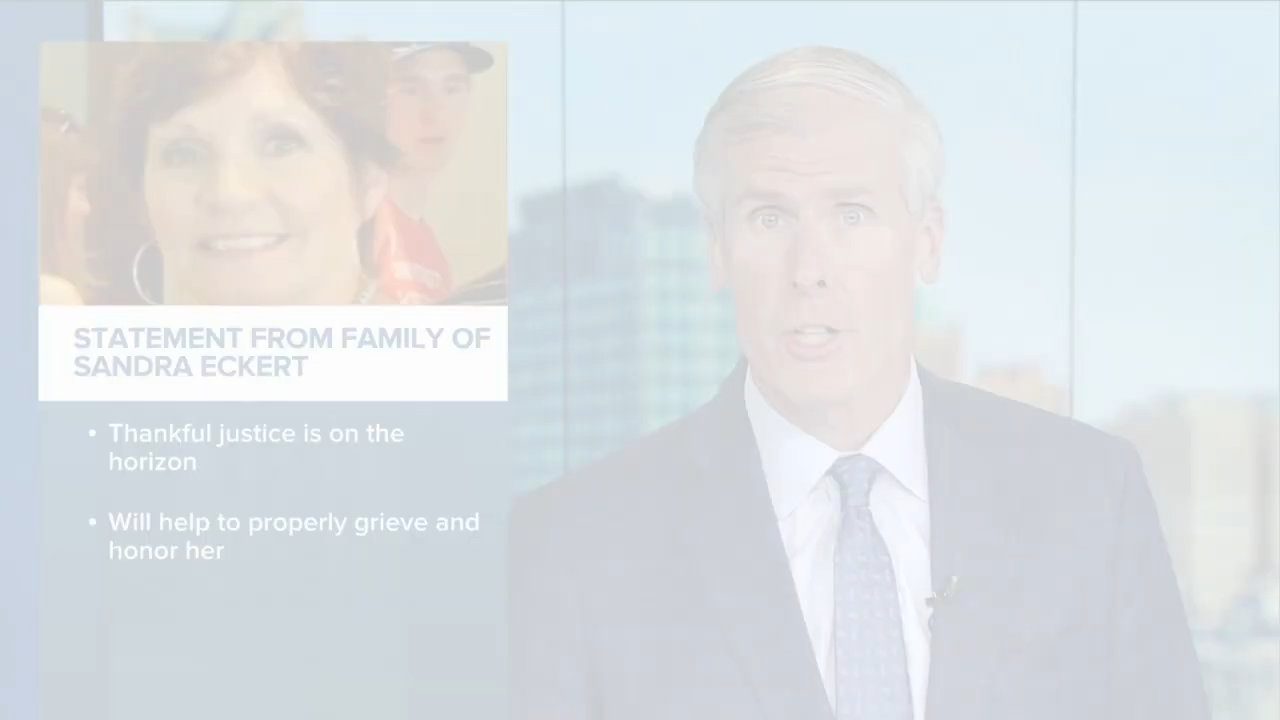 STATEMENT FROM FAMILY OF
SANDRA ECKERT
• Thankful justice is on the
horizon
• Will help to properly grieve and
honor her